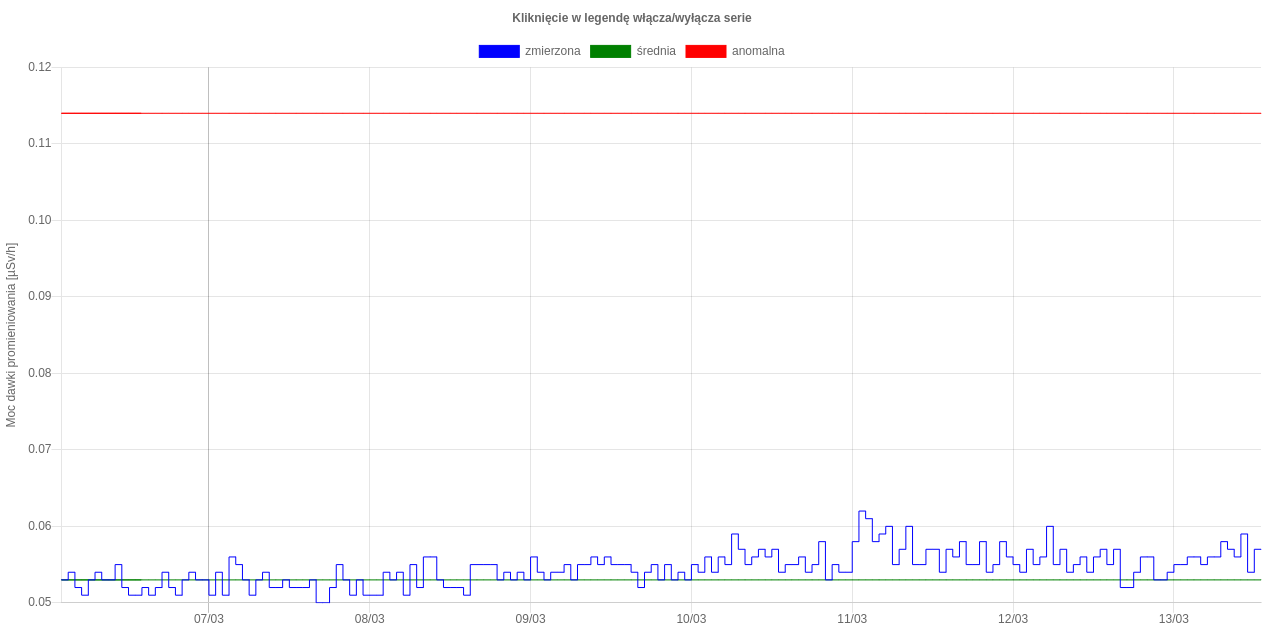 Kliknięcie w legendę włącza/wyłącza serie
zmierzona średnia anomalna
Moc dawki promieniowania [µSv/h]
0.12
0.11
0.10
0.09
0.08
0.07
0.06
0.05
07/03 08/03 09/03 10/03 11/03 12/03 13/03